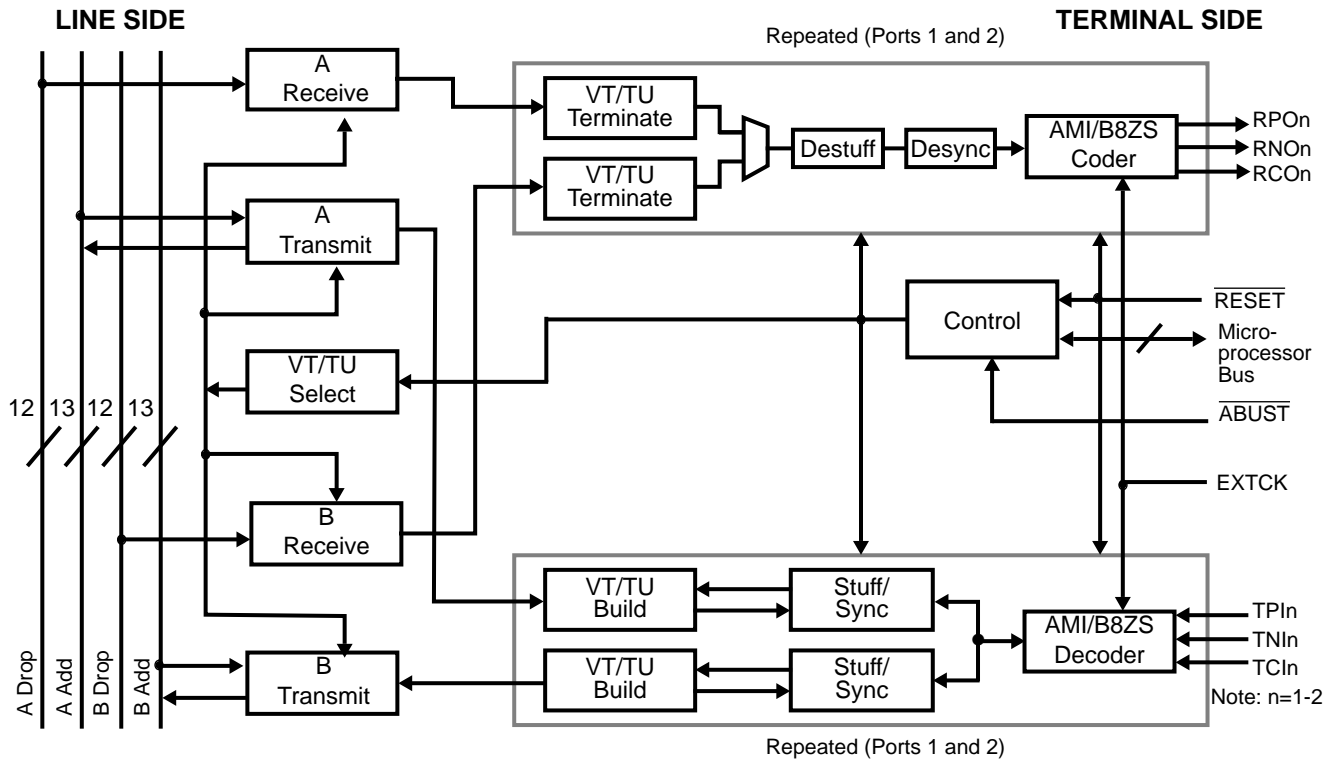 LINE SIDE
TERMINAL SIDE
Repeated (Ports 1 and 2)
A
Receive
VT/TU
Terminate
VT/TU
Terminate
Destuff
Desync
AMI/B8ZS
Coder
RPOn
RNOn
RCOn
A
Transmit
Control
RESET
Micro-
processor
Bus
VT/TU
Select
ABUST
12 13 12 13
EXTCK
B
Receive
VT/TU
Build
Stuff/
Sync
AMI/B8ZS
Decoder
TPIn
TNIn
TCIn
B
Transmit
VT/TU
Build
Stuff/
Sync
Note: n=1-2
A Drop
A Add
B Drop
B Add
Repeated (Ports 1 and 2)